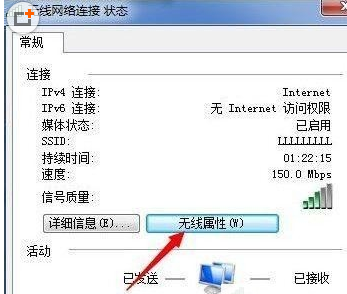 无线网络连接 状态
常规
连接
IPv4 连接: Internet
IPv6 连接: 无 Internet 访问权限
媒体状态: 已启用
SSID: LLLLLLLLL
持续时间: 01:22:15
速度: 150.0 Mbps
信号质量:
详细信息(E)... 无线属性(W)
活动
已发送 已接收